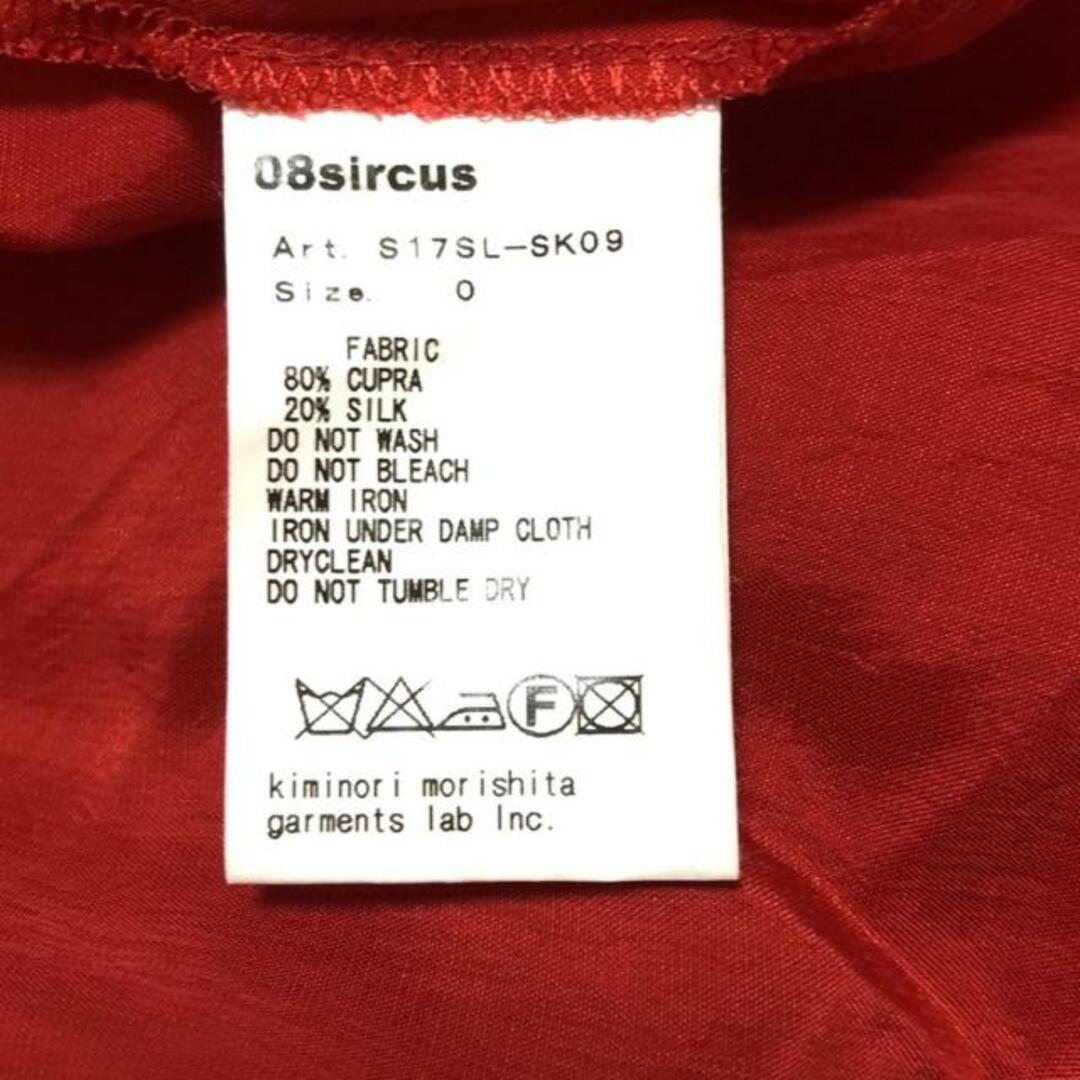 08sircus
Art. S17SL-SK09
Size. 0
FABRIC
80% CUPRA
20% SILK
DO NOT WASH
DO NOT BLEACH
WARM IRON
IRON UNDER DAMP CLOTH
DRYCLEAN
DO NOT TUMBLE DRY
F
kiminori morishita
garments lab Inc.